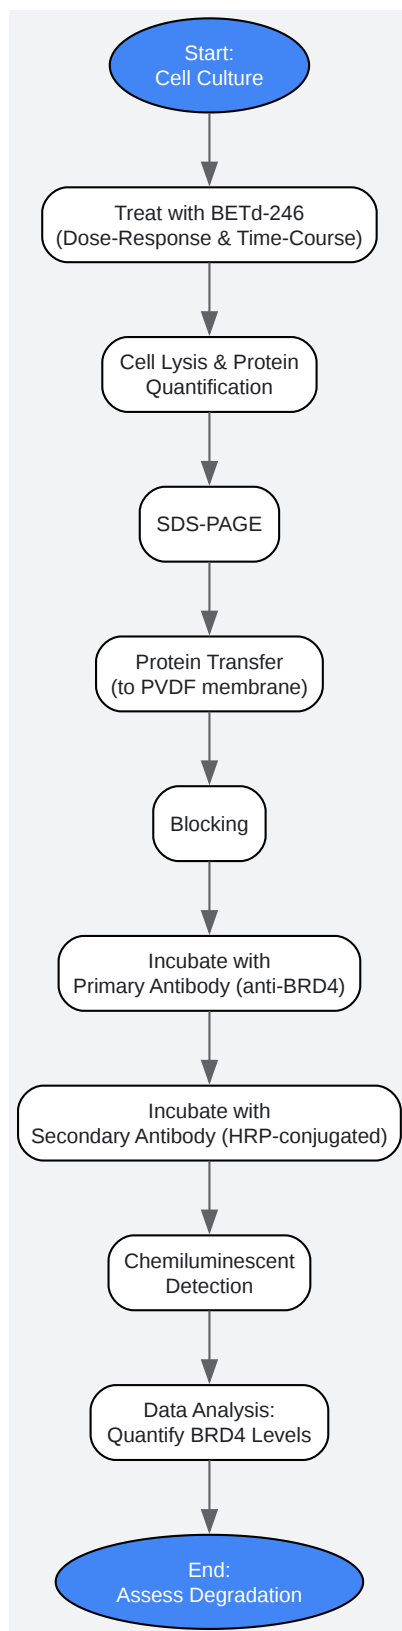 Start:
Cell Culture
Treat with BETd-246
(Dose-Response & Time-Course)
Cell Lysis & Protein
Quantification
SDS-PAGE
Protein Transfer
(to PVDF membrane)
Blocking
Incubate with
Primary Antibody (anti-BRD4)
Incubate with
Secondary Antibody (HRP-conjugated)
Chemiluminescent
Detection
Data Analysis:
Quantify BRD4 Levels
End:
Assess Degradation